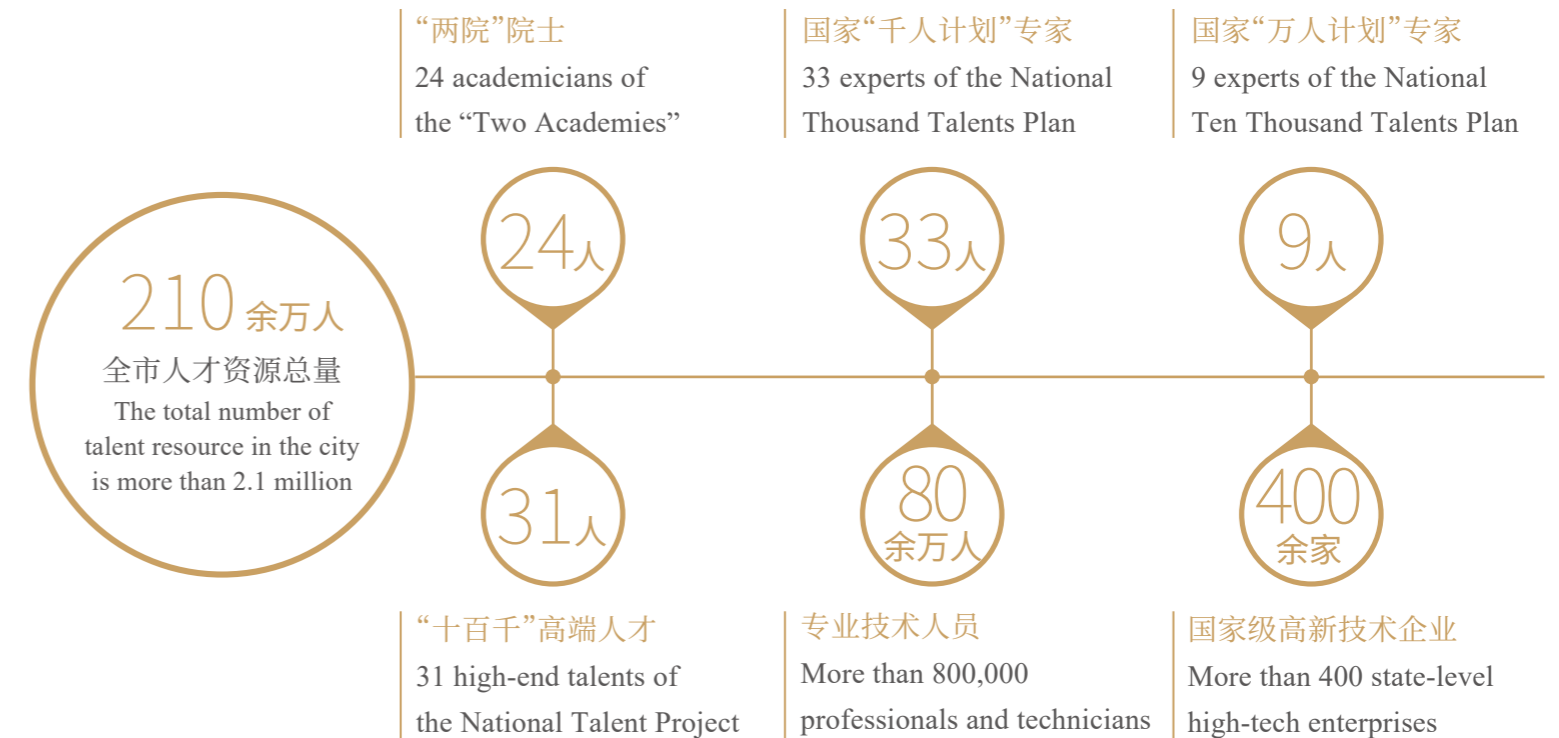 “两院”院士
24 academicians of
the “Two Academies”
国家“千人计划”专家
33 experts of the National
Thousand Talents Plan
国家“万人计划”专家
9 experts of the National
Ten Thousand Talents Plan
24人
33人
9人
210 余万人
全市人才资源总量
The total number of
talent resource in the city
is more than 2.1 million
31人
80
余万人
400
余家
“十百千”高端人才
31 high-end talents of
the National Talent Project
专业技术人员
More than 800,000
professionals and technicians
国家级高新技术企业
More than 400 state-level
high-tech enterprises